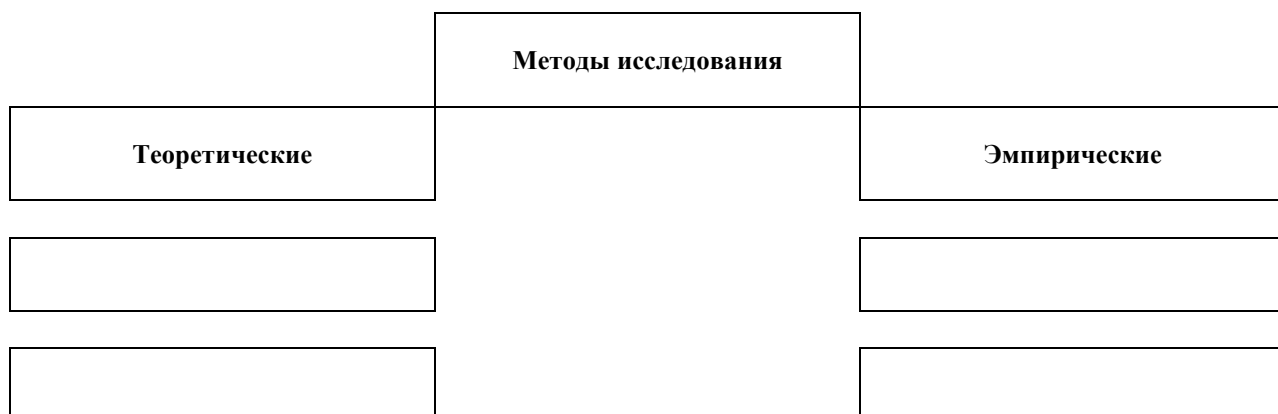 Методы исследования
Теоретические
Эмпирические